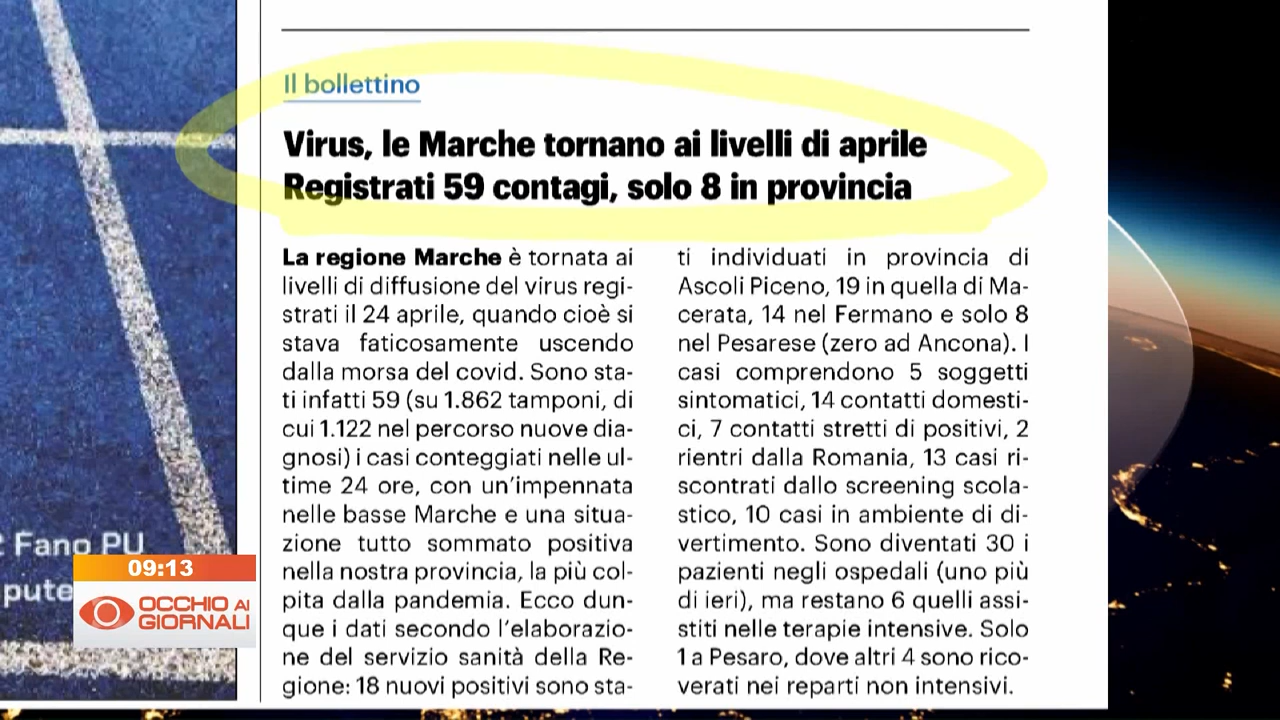 Il bollettino
Virus, le Marche tornano ai livelli di aprile
Registrati 59 contagi, solo 8 in provincia
La regione Marche è tornata ai
livelli di diffusione del virus regi-
strati il 24 aprile, quando cioè si
stava faticosamente uscendo
dalla morsa del covid. Sono sta-
ti infatti 59 (su 1.862 tamponi, di
cui 1.122 nel percorso nuove dia-
gnosi) i casi conteggiati nelle ul-
time 24 ore, con un'impennata
nelle basse Marche e una situa-
zione tutto sommato positiva
nella nostra provincia, la più col-
pita dalla pandemia. Ecco dun-
que i dati secondo l'elaborazio-
ne del servizio sanità della Re-
gione: 18 nuovi positivi sono sta-
ti individuati in provincia di
Ascoli Piceno, 19 in quella di Ma-
cerata, 14 nel Fermano e solo 8
nel Pesarese (zero ad Ancona). I
casi comprendono 5 soggetti
sintomatici, 14 contatti domesti-
ci, 7 contatti stretti di positivi, 2
rientri dalla Romania, 13 casi ri-
scontrati dallo screening scola-
stico, 10 casi in ambiente di di-
vertimento. Sono diventati 30 i
pazienti negli ospedali (uno più
di ieri), ma restano 6 quelli assi-
stiti nelle terapie intensive. Solo
1 a Pesaro, dove altri 4 sono rico-
verati nei reparti non intensivi.
Fano PU
pute
09:13
OCCHIO AI
GIORNALI